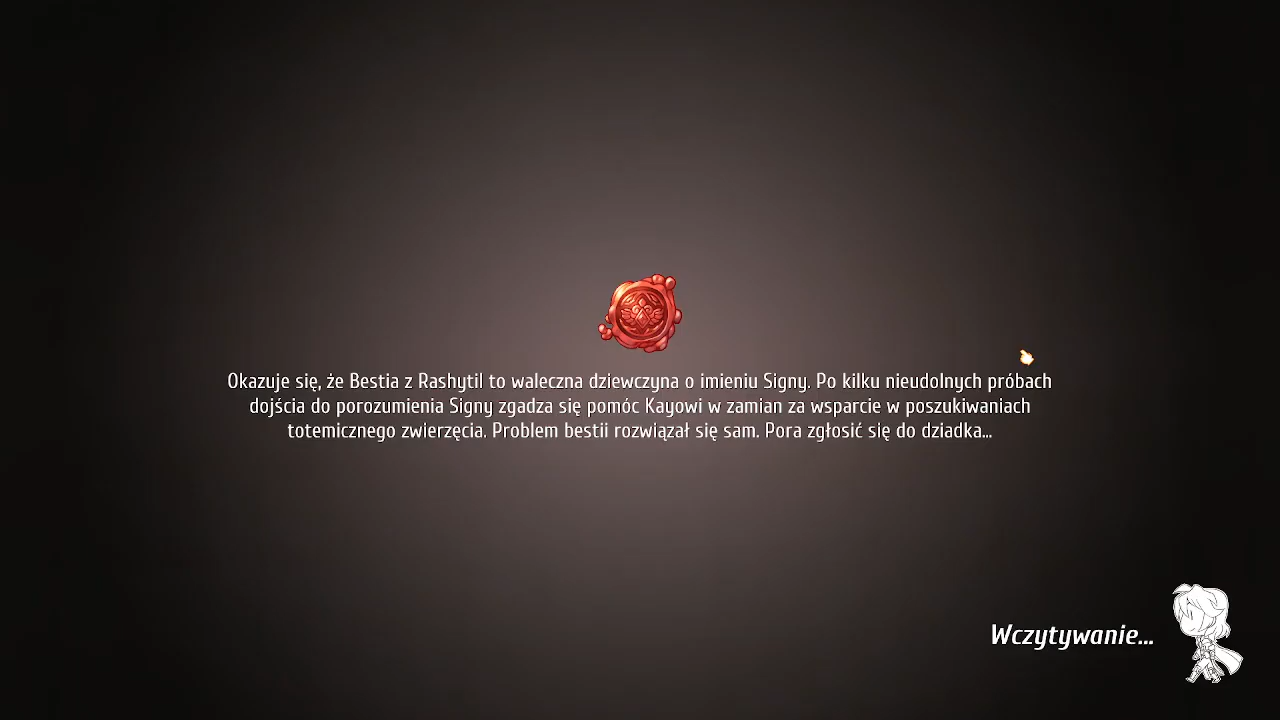 Okazuje się, że Bestia z Rashytil to waleczna dziewczyna o imieniu Signy. Po kilku nieudolnych próbach
dojścia do porozumienia Signy zgadza się pomóc Kayowi w zamian za wsparcie w poszukiwaniach
totemicznego zwierzęcia. Problem bestii rozwiązał się sam. Pora zgłosić się do dziadka...
Wczytywanie...